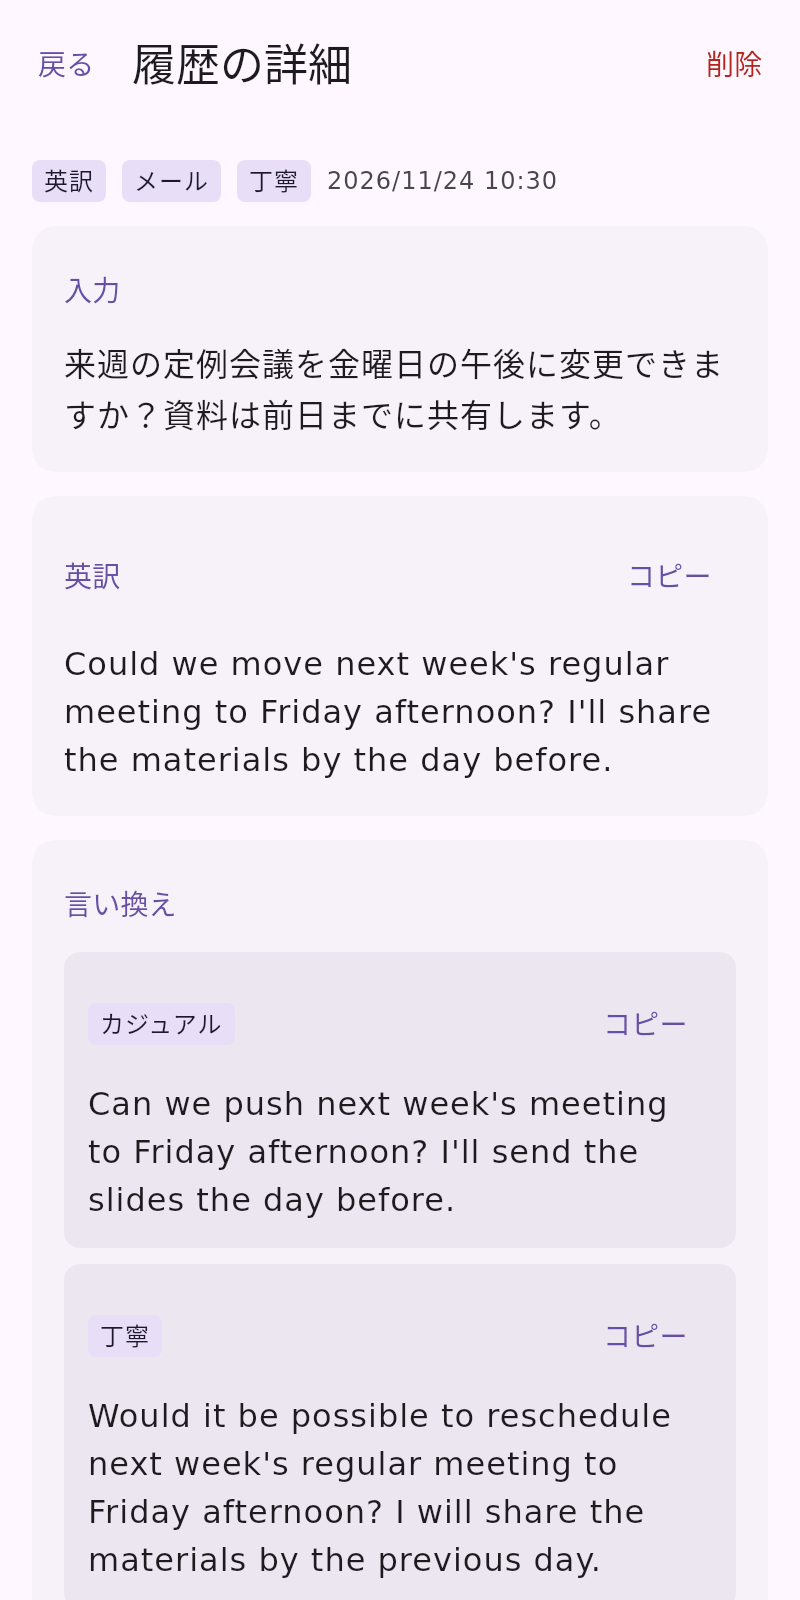 戻る 履歴の詳細 削除
英訳 メール 丁寧 2026/11/24 10:30
入力
来週の定例会議を金曜日の午後に変更できま
すか？資料は前日までに共有します。
英訳 コピー
Could we move next week's regular
meeting to Friday afternoon? I'll share
the materials by the day before.
言い換え
カジュアル コピー
Can we push next week's meeting
to Friday afternoon? I'll send the
slides the day before.
丁寧 コピー
Would it be possible to reschedule
next week's regular meeting to
Friday afternoon? I will share the
materials by the previous day.